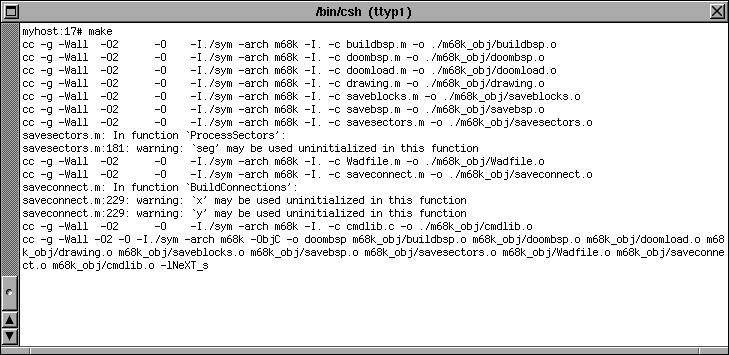 /bin/csh (ttyp1)
myhost:17# make
cc -g -Wall  -O2      -O    -I./sym -arch m68k -I. -c buildbsp.m -o ./m68k_obj/buildbsp.o
cc -g -Wall  -O2      -O    -I./sym -arch m68k -I. -c doombsp.m -o ./m68k_obj/doombsp.o
cc -g -Wall  -O2      -O    -I./sym -arch m68k -I. -c doomload.m -o ./m68k_obj/doomload.o
cc -g -Wall  -O2      -O    -I./sym -arch m68k -I. -c drawing.m -o ./m68k_obj/drawing.o
cc -g -Wall  -O2      -O    -I./sym -arch m68k -I. -c saveblocks.m -o ./m68k_obj/saveblocks.o
cc -g -Wall  -O2      -O    -I./sym -arch m68k -I. -c savebsp.m -o ./m68k_obj/savebsp.o
cc -g -Wall  -O2      -O    -I./sym -arch m68k -I. -c savesectors.m -o ./m68k_obj/savesectors.o
savesectors.m: In function `ProcessSectors':
savesectors.m:181: warning: `seg' may be used uninitialized in this function
cc -g -Wall  -O2      -O    -I./sym -arch m68k -I. -c Wadfile.m -o ./m68k_obj/Wadfile.o
cc -g -Wall  -O2      -O    -I./sym -arch m68k -I. -c saveconnect.m -o ./m68k_obj/saveconnect.o
saveconnect.m: In function `BuildConnections':
saveconnect.m:229: warning: `x' may be used uninitialized in this function
saveconnect.m:229: warning: `y' may be used uninitialized in this function
cc -g -Wall  -O2      -O    -I./sym -arch m68k -I. -c cmdlib.c -o ./m68k_obj/cmdlib.o
cc -g -Wall -O2 -O -I./sym -arch m68k -ObjC -o doombsp m68k_obj/buildbsp.o m68k_obj/doombsp.o m68k_obj/doomload.o m68
k_obj/drawing.o m68k_obj/saveblocks.o m68k_obj/savebsp.o m68k_obj/savesectors.o m68k_obj/Wadfile.o m68k_obj/saveconne
ct.o m68k_obj/cmdlib.o -lNeXT_s